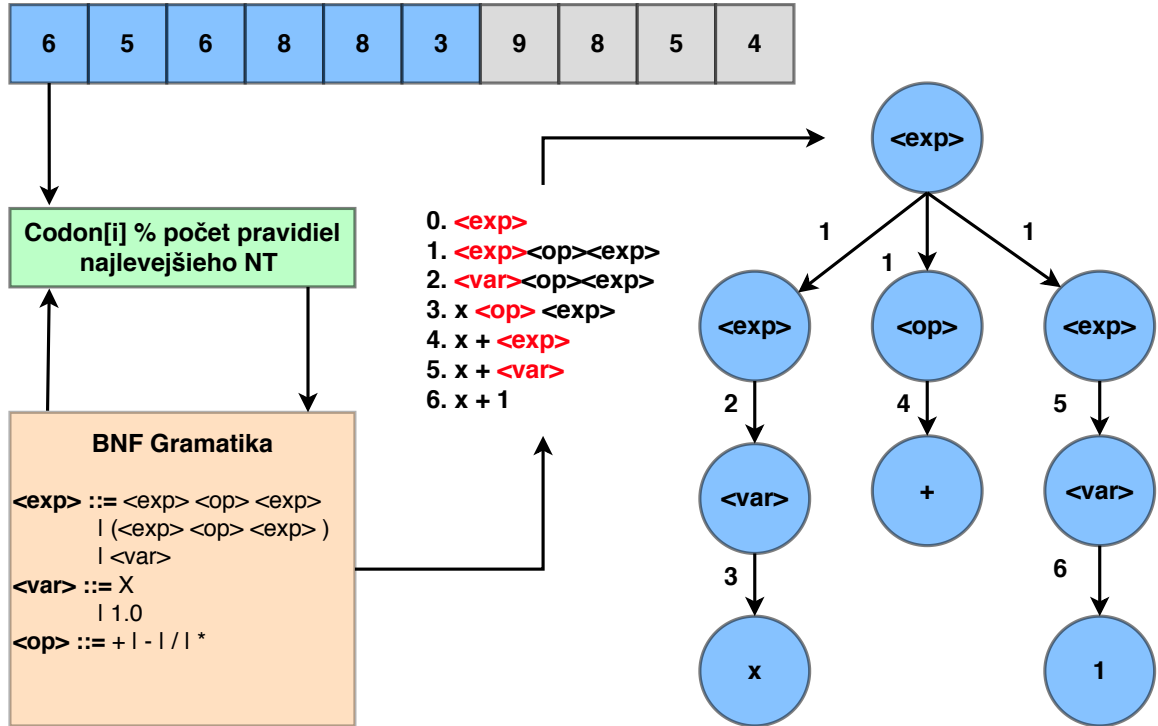 6 5 6 8 8 3 9 8 5 4
Codon[i] % počet pravidiel
najlevejšieho NT
BNF Gramatika
<exp> ::= <exp> <op> <exp>
| (<exp> <op> <exp> )
| <var>
<var> ::= X
| 1.0
<op> ::= + | - | / | *
0. <exp>
1. <exp><op><exp>
2. <var><op><exp>
3. x <op> <exp>
4. x + <exp>
5. x + <var>
6. x + 1
<exp>
1 1 1
<exp> <op> <exp>
2 4 5
<var> + <var>
3 6
x 1